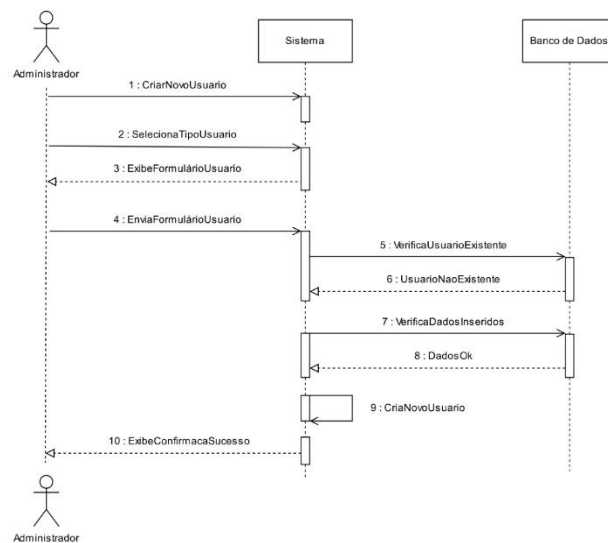 Sistema
Banco de Dados
Administrador
1 : CriarNovoUsuario
2 : SelecionaTipoUsuario
3 : ExibeFormulárioUsuario
4 : EnviaFormulárioUsuario
5 : VerificaUsuarioExistente
6 : UsuarioNaoExistente
7 : VerificaDadosInseridos
8 : DadosOk
9 : CriaNovoUsuario
10 : ExibeConfirmacaSucesso
Administrador